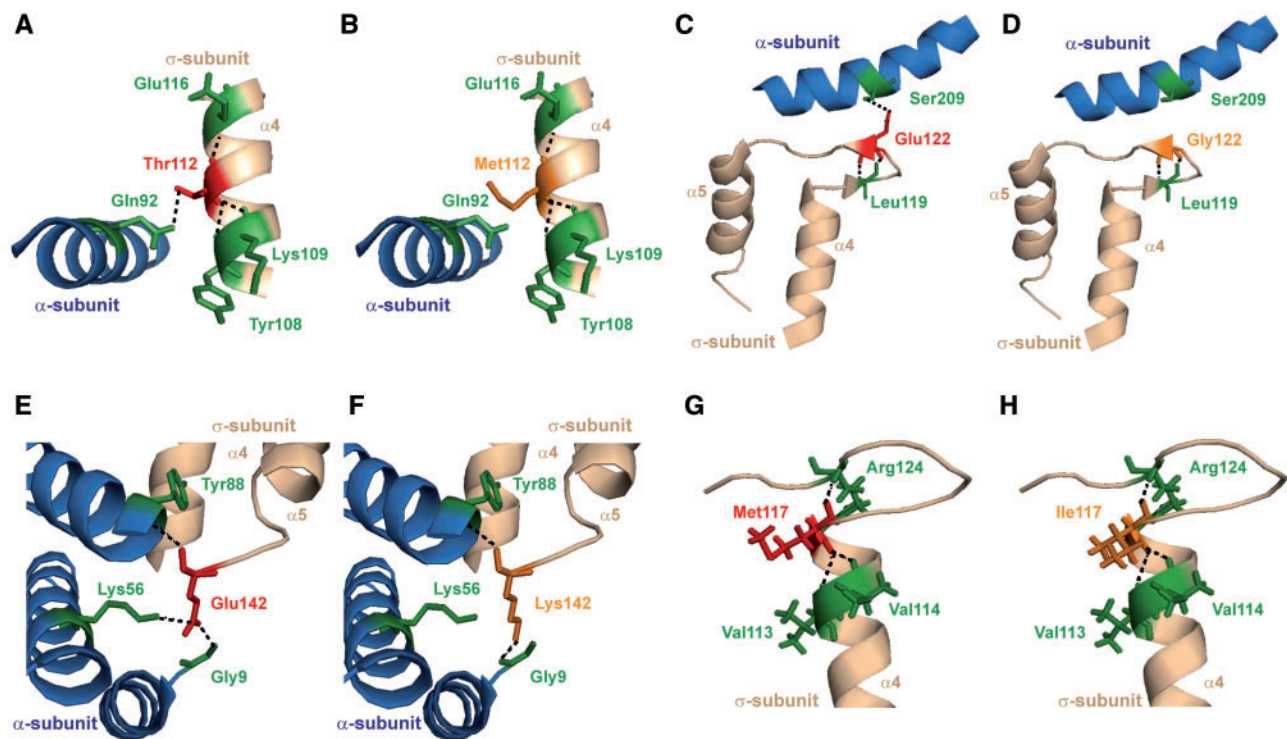 A
σ-subunit
Glu116
α4
Thr112
Gln92
Lys109
α-subunit
Tyr108
B
σ-subunit
Glu116
α4
Met112
Gln92
Lys109
α-subunit
Tyr108
C
α-subunit
Ser209
Glu122
α5
Leu119
α4
σ-subunit
D
α-subunit
Ser209
Gly122
α5
Leu119
α4
σ-subunit
E
σ-subunit
α4
Tyr88
α5
Lys56
Glu142
Gly9
α-subunit
F
σ-subunit
α4
Tyr88
α5
Lys56
Lys142
Gly9
α-subunit
G
Arg124
Met117
Val113
Val114
α4
σ-subunit
H
Arg124
Ile117
Val113
Val114
α4
σ-subunit